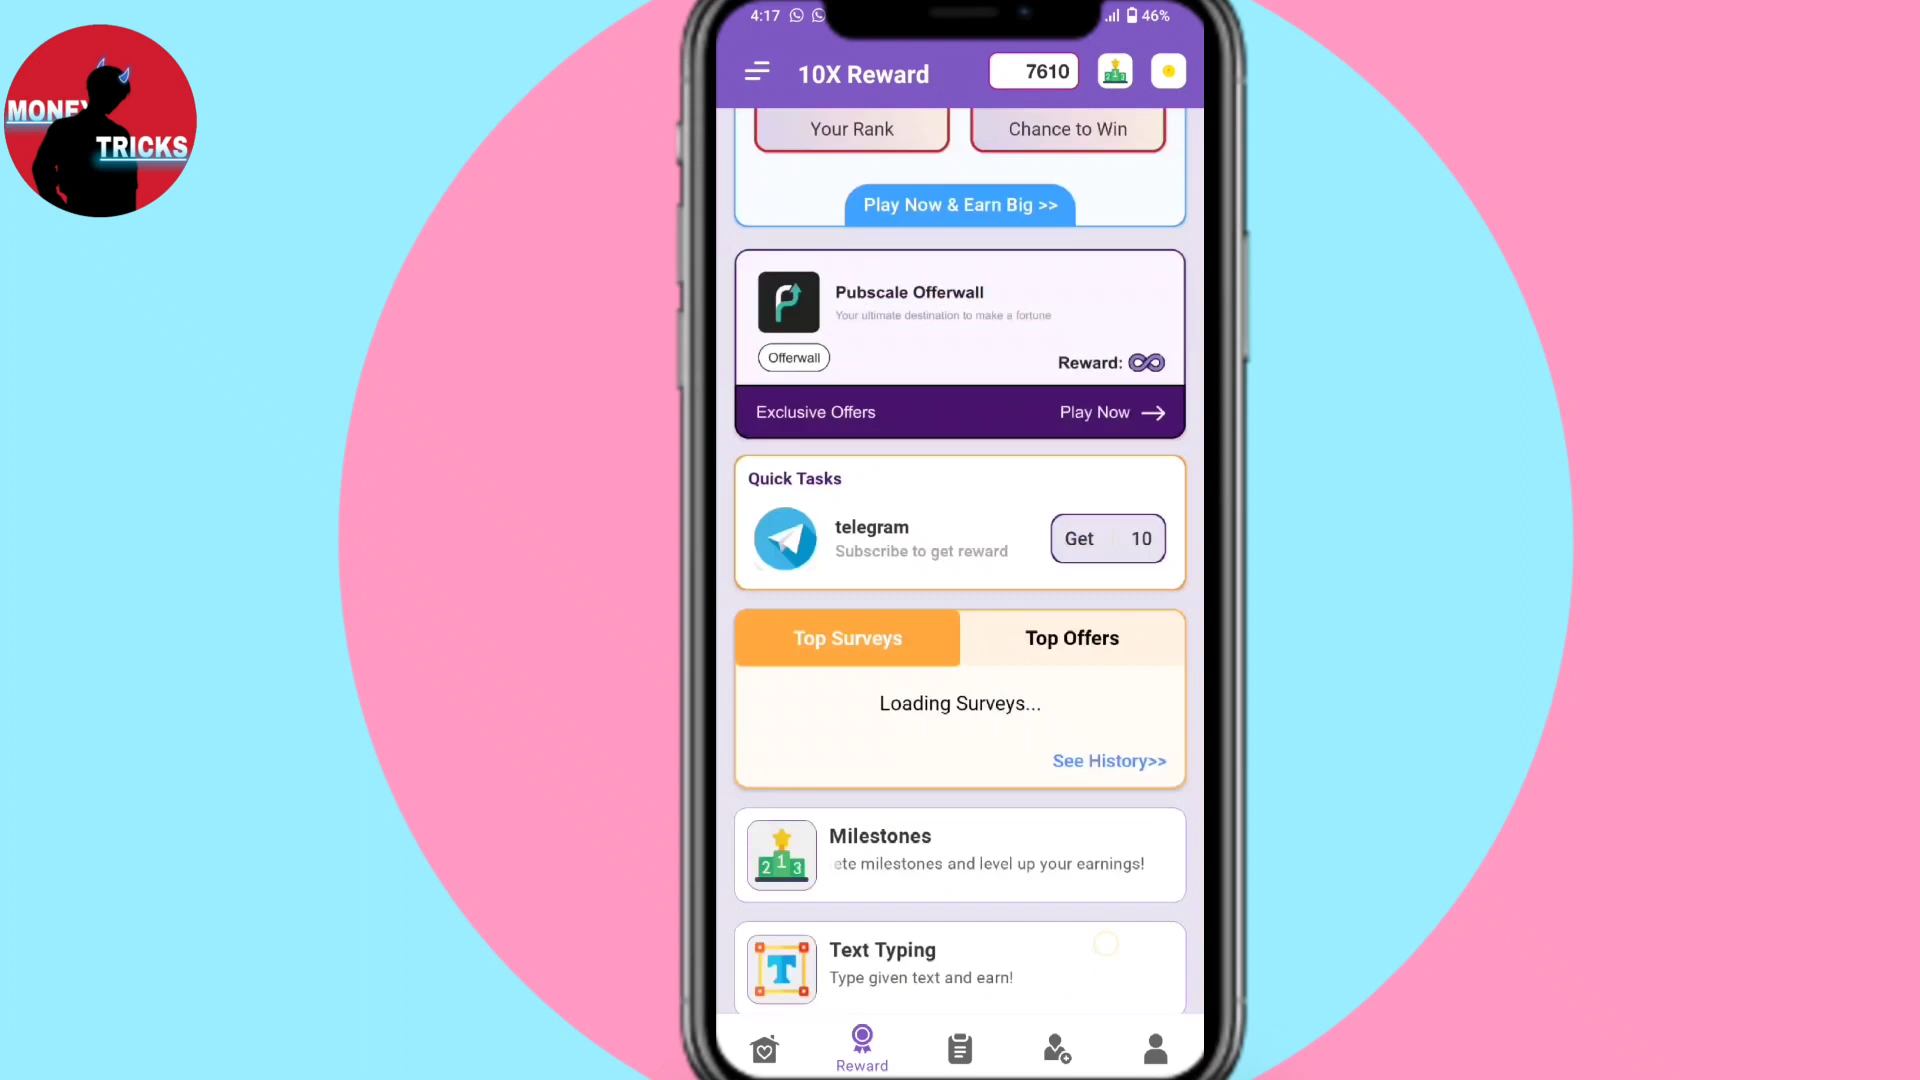 MONEY
TRICKS
4:17
46%
10X Reward
7610
Your Rank
Chance to Win
Play Now & Earn Big >>
Pubscale Offerwall
Your ultimate destination to make a fortune
Offerwall
Reward:
Exclusive Offers
Play Now
Quick Tasks
telegram
Subscribe to get reward
Get 10
Top Surveys
Top Offers
Loading Surveys...
See History>>
2 1 3
Milestones
ete milestones and level up your earnings!
T
Text Typing
Type given text and earn!
Reward